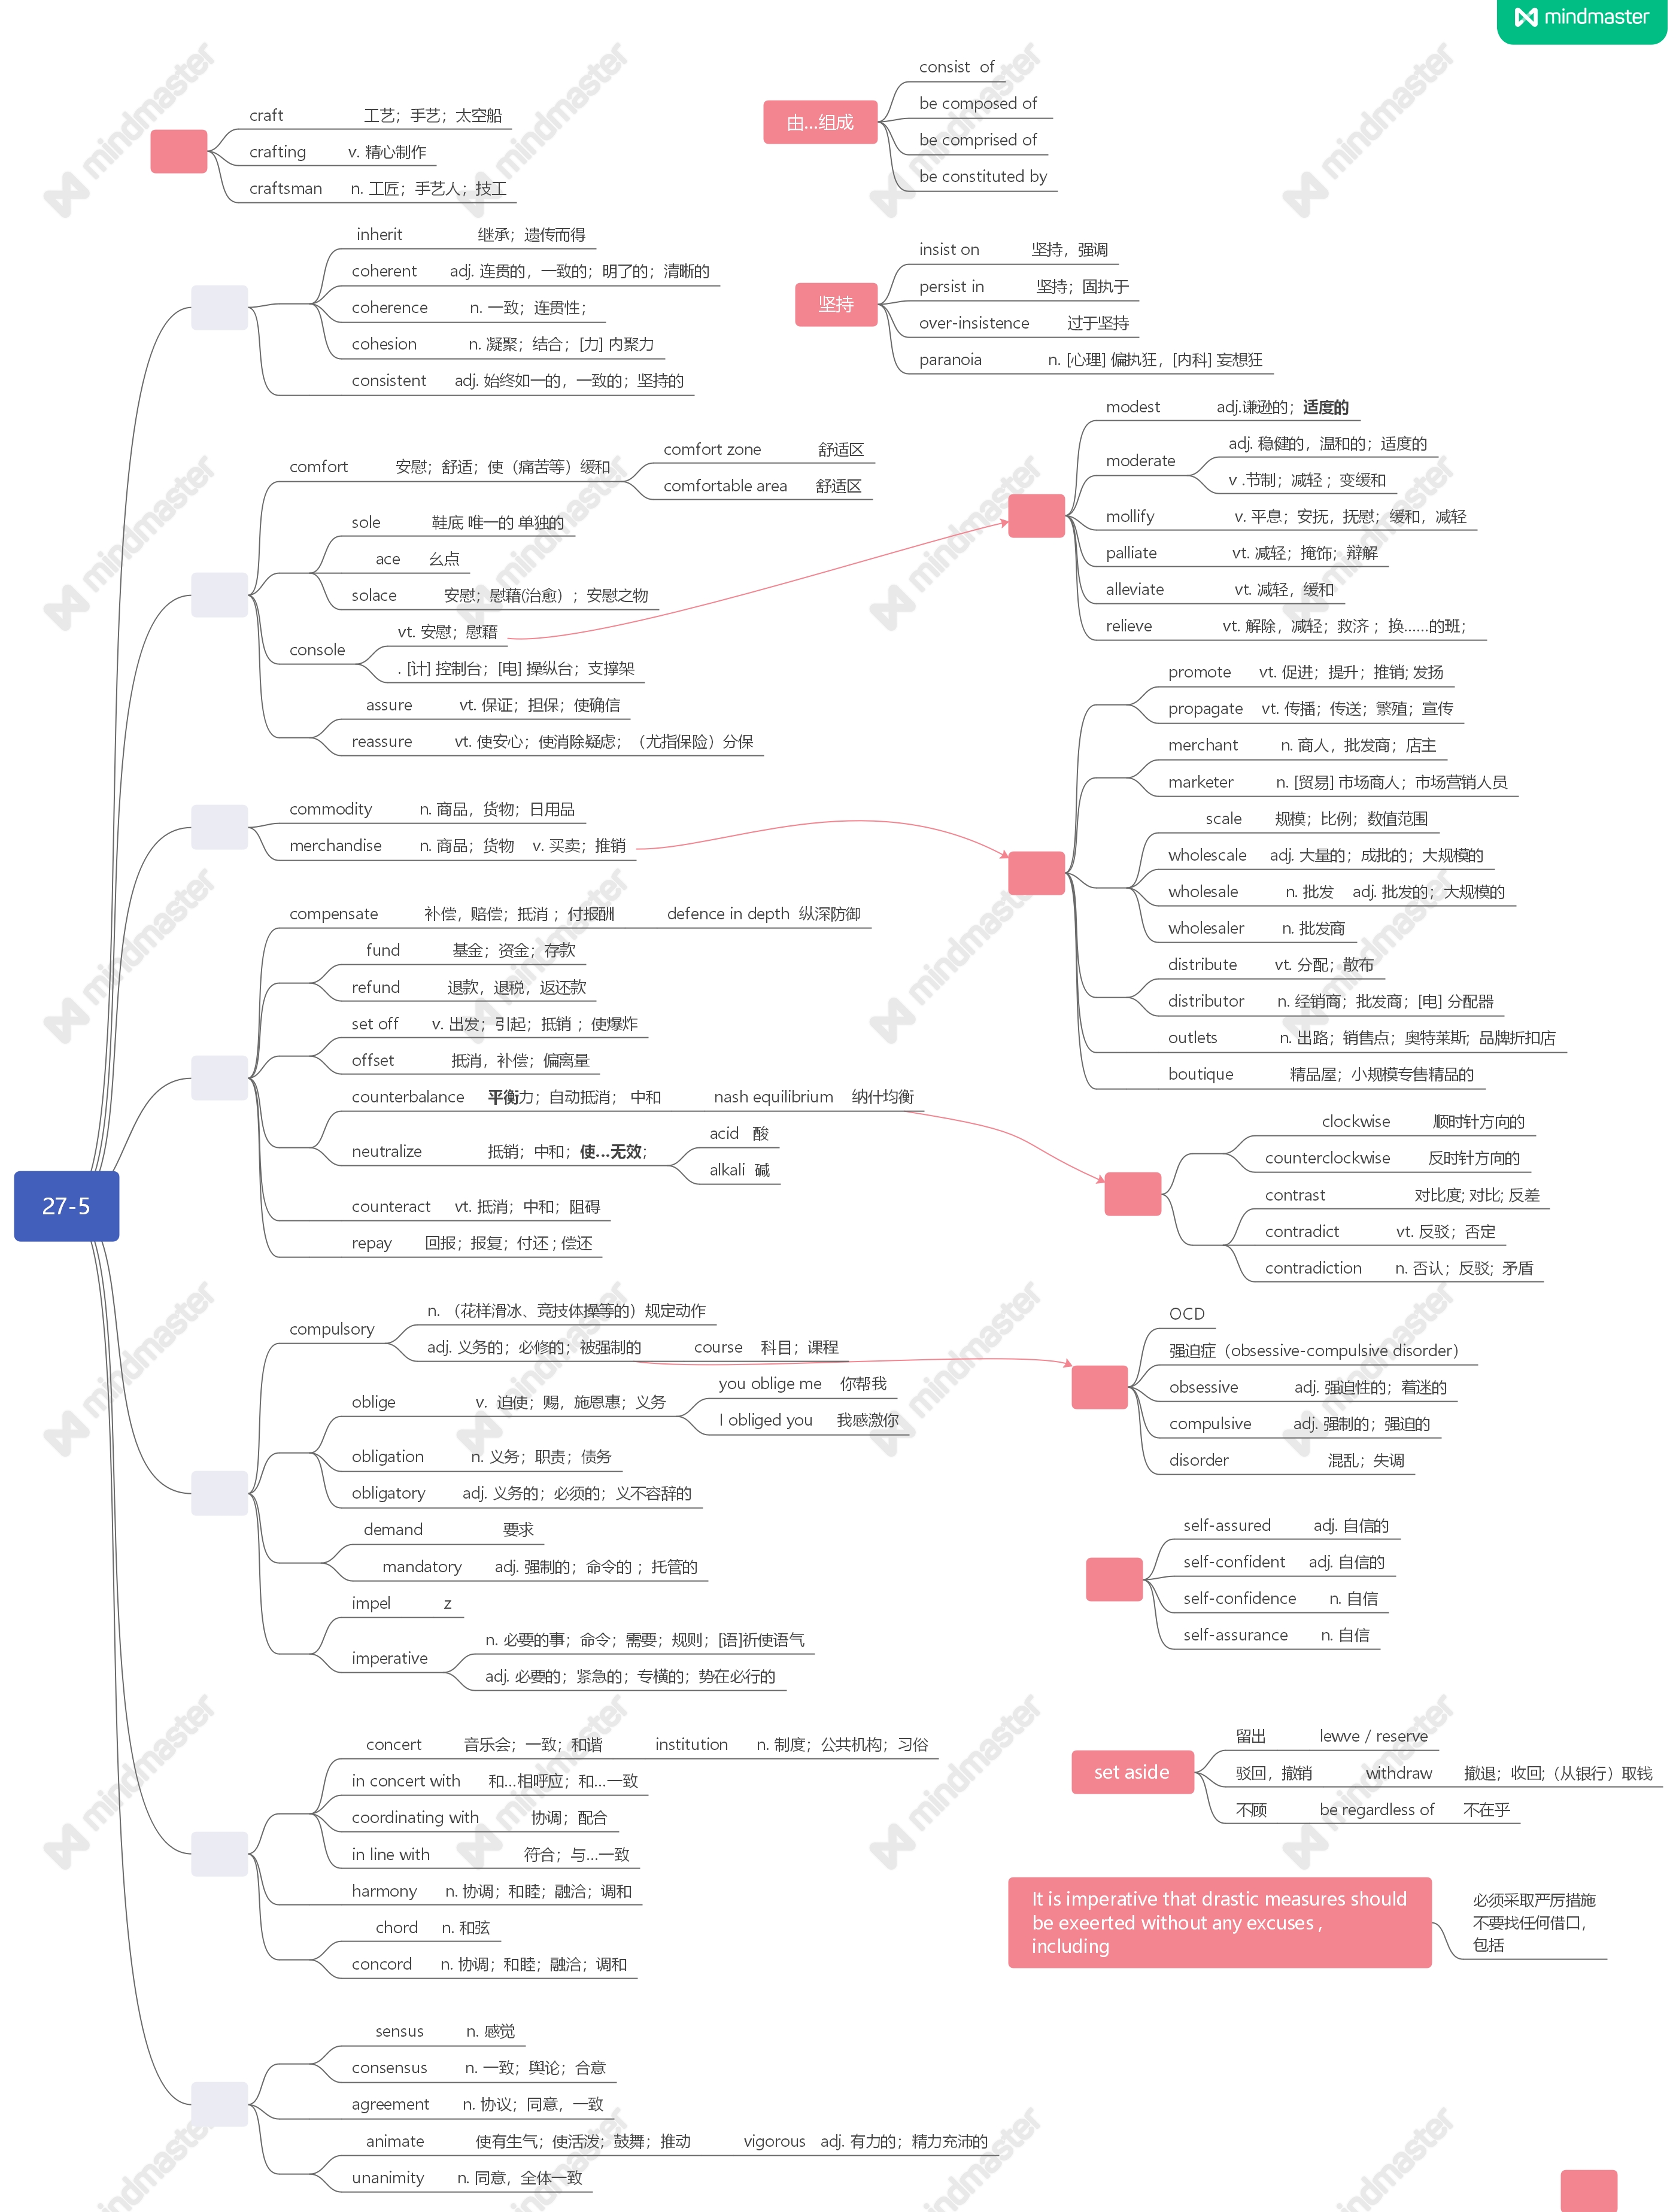 mindmaster
craft 工艺；手艺；太空船
crafting v. 精心制作
craftsman n. 工匠；手艺人；技工
由...组成
consist of
be composed of
be comprised of
be constituted by
坚持
insist on 坚持，强调
persist in 坚持；固执于
over-insistence 过于坚持
paranoia n. [心理] 偏执狂，[内科] 妄想狂
27-5
inherit 继承；遗传而得
coherent adj. 连贯的，一致的；明了的；清晰的
coherence n. 一致；连贯性；
cohesion n. 凝聚；结合；[力] 内聚力
consistent adj. 始终如一的，一致的；坚持的
comfort 安慰；舒适；使（痛苦等）缓和
comfort zone 舒适区
comfortable area 舒适区
sole 鞋底 唯一的 单独的
ace 幺点
solace 安慰；慰藉(治愈）；安慰之物
console
vt. 安慰；慰藉
. [计] 控制台；[电] 操纵台；支撑架
assure vt. 保证；担保；使确信
reassure vt. 使安心；使消除疑虑；（尤指保险）分保
modest adj.谦逊的；适度的
moderate
adj. 稳健的，温和的；适度的
v .节制；减轻 ；变缓和
mollify v. 平息；安抚，抚慰；缓和，减轻
palliate vt. 减轻；掩饰；辩解
alleviate vt. 减轻，缓和
relieve vt. 解除，减轻；救济 ；换……的班；
commodity n. 商品，货物；日用品
merchandise n. 商品；货物 v. 买卖；推销
promote vt. 促进；提升；推销; 发扬
propagate vt. 传播；传送；繁殖；宣传
merchant n. 商人，批发商；店主
marketer n. [贸易] 市场商人；市场营销人员
scale 规模；比例；数值范围
wholescale adj. 大量的；成批的；大规模的
wholesale n. 批发 adj. 批发的；大规模的
wholesaler n. 批发商
distribute vt. 分配；散布
distributor n. 经销商；批发商；[电] 分配器
outlets n. 出路；销售点；奥特莱斯; 品牌折扣店
boutique 精品屋；小规模专售精品的
compensate 补偿，赔偿；抵消 ；付报酬 defence in depth 纵深防御
fund 基金；资金；存款
refund 退款，退税，返还款
set off v. 出发；引起；抵销 ；使爆炸
offset 抵消，补偿；偏离量
counterbalance 平衡力；自动抵消； 中和 nash equilibrium 纳什均衡
neutralize 抵销；中和；使...无效；
acid 酸
alkali 碱
counteract vt. 抵消；中和；阻碍
repay 回报；报复；付还 ; 偿还
clockwise 顺时针方向的
counterclockwise 反时针方向的
contrast 对比度; 对比; 反差
contradict vt. 反驳；否定
contradiction n. 否认；反驳; 矛盾
compulsory
n. （花样滑冰、竞技体操等的）规定动作
adj. 义务的；必修的；被强制的 course 科目；课程
oblige v. 迫使；赐，施恩惠；义务
you oblige me 你帮我
I obliged you 我感激你
obligation n. 义务；职责；债务
obligatory adj. 义务的；必须的；义不容辞的
demand 要求
mandatory adj. 强制的；命令的 ；托管的
impel z
imperative
n. 必要的事；命令；需要；规则；[语]祈使语气
adj. 必要的；紧急的；专横的；势在必行的
OCD
强迫症（obsessive-compulsive disorder）
obsessive adj. 强迫性的；着迷的
compulsive adj. 强制的；强迫的
disorder 混乱；失调
self-assured adj. 自信的
self-confident adj. 自信的
self-confidence n. 自信
self-assurance n. 自信
concert 音乐会；一致；和谐 institution n. 制度；公共机构；习俗
in concert with 和...相呼应；和...一致
coordinating with 协调；配合
in line with 符合；与...一致
harmony n. 协调；和睦；融洽；调和
chord n. 和弦
concord n. 协调；和睦；融洽；调和
set aside
留出 lewve / reserve
驳回，撤销 withdraw 撤退；收回;（从银行）取钱
不顾 be regardless of 不在乎
It is imperative that drastic measures should
be exeerted without any excuses ,
including
必须采取严厉措施
不要找任何借口，
包括
sensus n. 感觉
consensus n. 一致；舆论；合意
agreement n. 协议；同意，一致
animate 使有生气；使活泼；鼓舞；推动 vigorous adj. 有力的；精力充沛的
unanimity n. 同意，全体一致